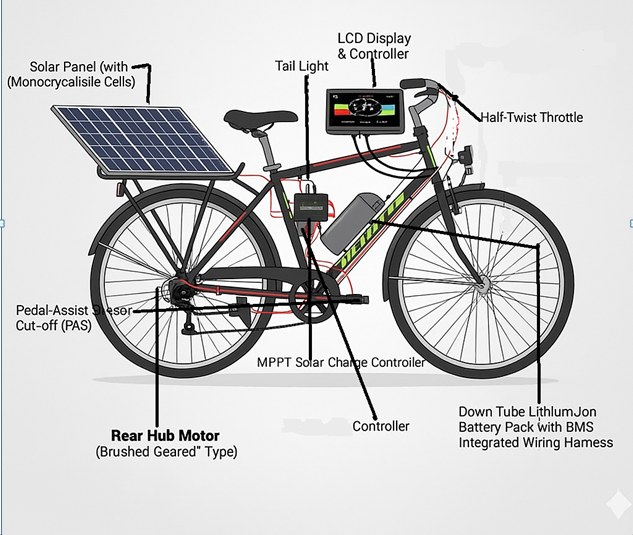 LCD Display
& Controller
Solar Panel (with
(Monocrycalisile Cells)
Tail Light
Half-Twist Throttle
Pedal-Assist Diesor
Cut-off (PAS)
MPPT Solar Charge Controiler
Controller
Rear Hub Motor
(Brushed Geared" Type)
Down Tube LithlumJon
Battery Pack with BMS
Integrated Wiring Hamess